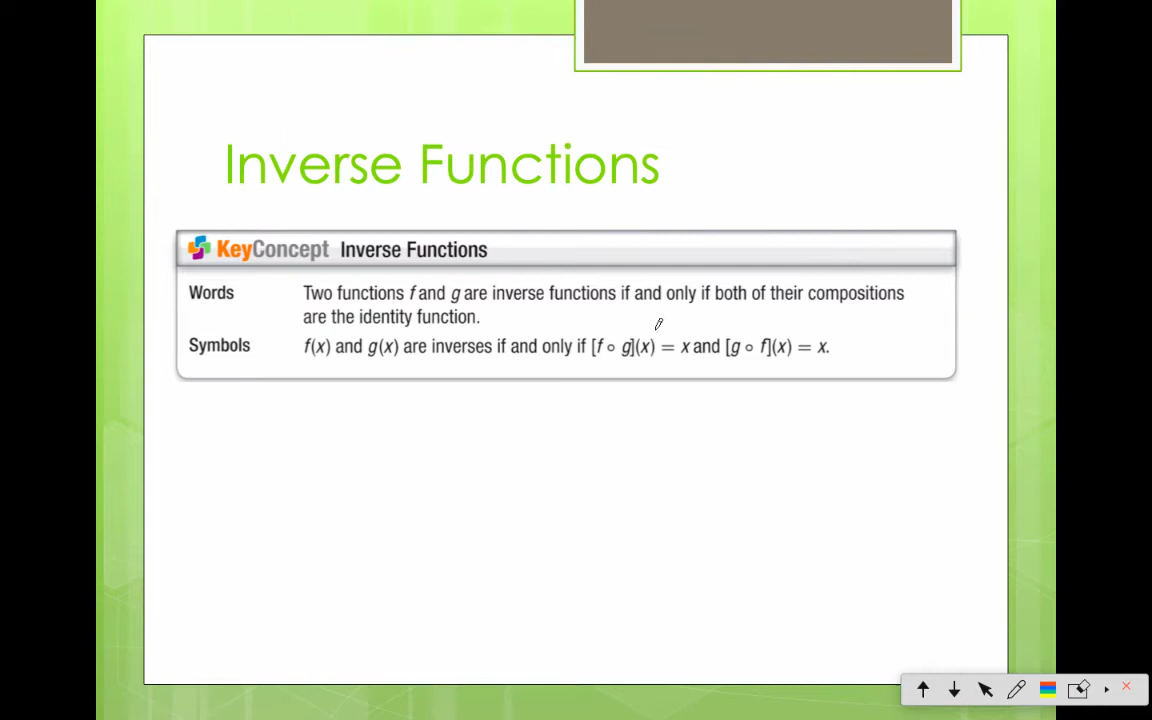 Inverse Functions
KeyConcept Inverse Functions
Words Two functions f and g are inverse functions if and only if both of their compositions
are the identity function.
Symbols f(x) and g(x) are inverses if and only if [f ∘ g](x) = x and [g ∘ f](x) = x.